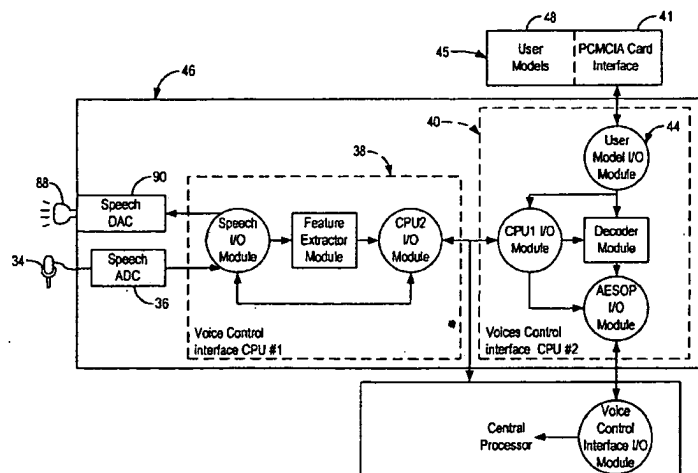 48
41
45
User
Models
PCMCIA Card
Interface
46
40
44
User
Model I/O
Module
38
88
90
Speech
DAC
Speech
I/O
Module
Feature
Extractor
Module
CPU2
I/O
Module
CPU1 I/O
Module
Decoder
Module
34
Speech
ADC
36
AESOP
I/O
Module
Voice Control
interface CPU #1
Voices Control
interface CPU #2
Central
Processor
Voice
Control
Interface I/O
Module